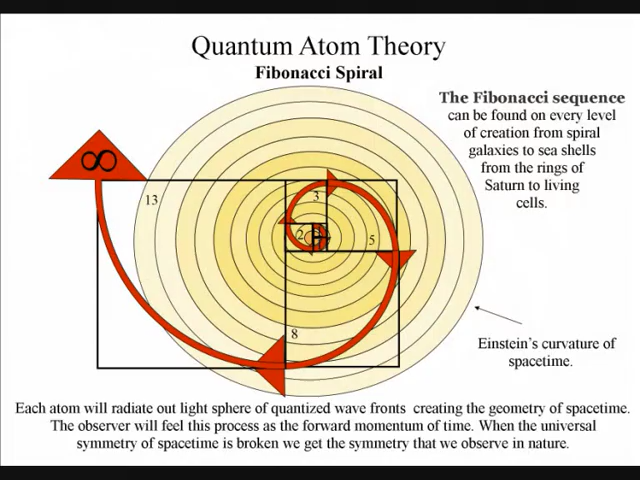 Quantum Atom Theory
Fibonacci Spiral
The Fibonacci sequence
can be found on every level
of creation from spiral
galaxies to sea shells
from the rings of
Saturn to living
cells.
∞
13
3
2
5
8
Einstein's curvature of
spacetime.
Each atom will radiate out light sphere of quantized wave fronts creating the geometry of spacetime.
The observer will feel this process as the forward momentum of time. When the universal
symmetry of spacetime is broken we get the symmetry that we observe in nature.